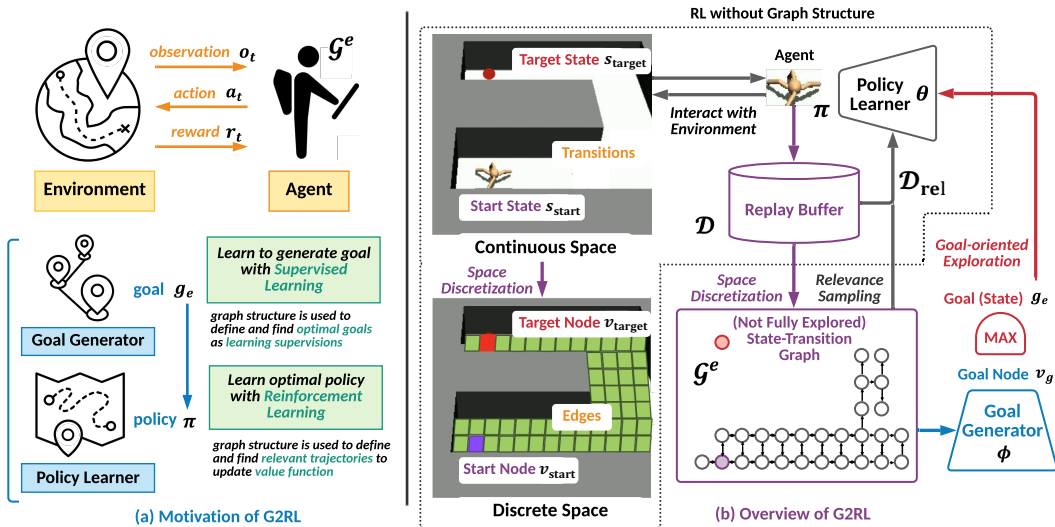 observation o_t
action a_t
reward r_t
𝒢^e
Environment
Agent
goal g_e
Learn to generate goal
with Supervised
Learning
graph structure is used to
define and find optimal goals
as learning supervisions
Goal Generator
policy π
Learn optimal policy
with Reinforcement
Learning
graph structure is used to define
and find relevant trajectories to
update value function
Policy Learner
(a) Motivation of G2RL
RL without Graph Structure
Target State s_target
Transitions
Start State s_start
Continuous Space
Interact with
Environment
Agent
π
Policy
Learner θ
Replay Buffer
𝒟
𝒟_rel
Space
Discretization
Space
Discretization
Relevance
Sampling
Goal-oriented
Exploration
Target Node v_target
Edges
Start Node v_start
Discrete Space
(Not Fully Explored)
State-Transition
Graph
𝒢^e
Goal (State) g_e
MAX
Goal Node v_g
Goal
Generator
ϕ
(b) Overview of G2RL